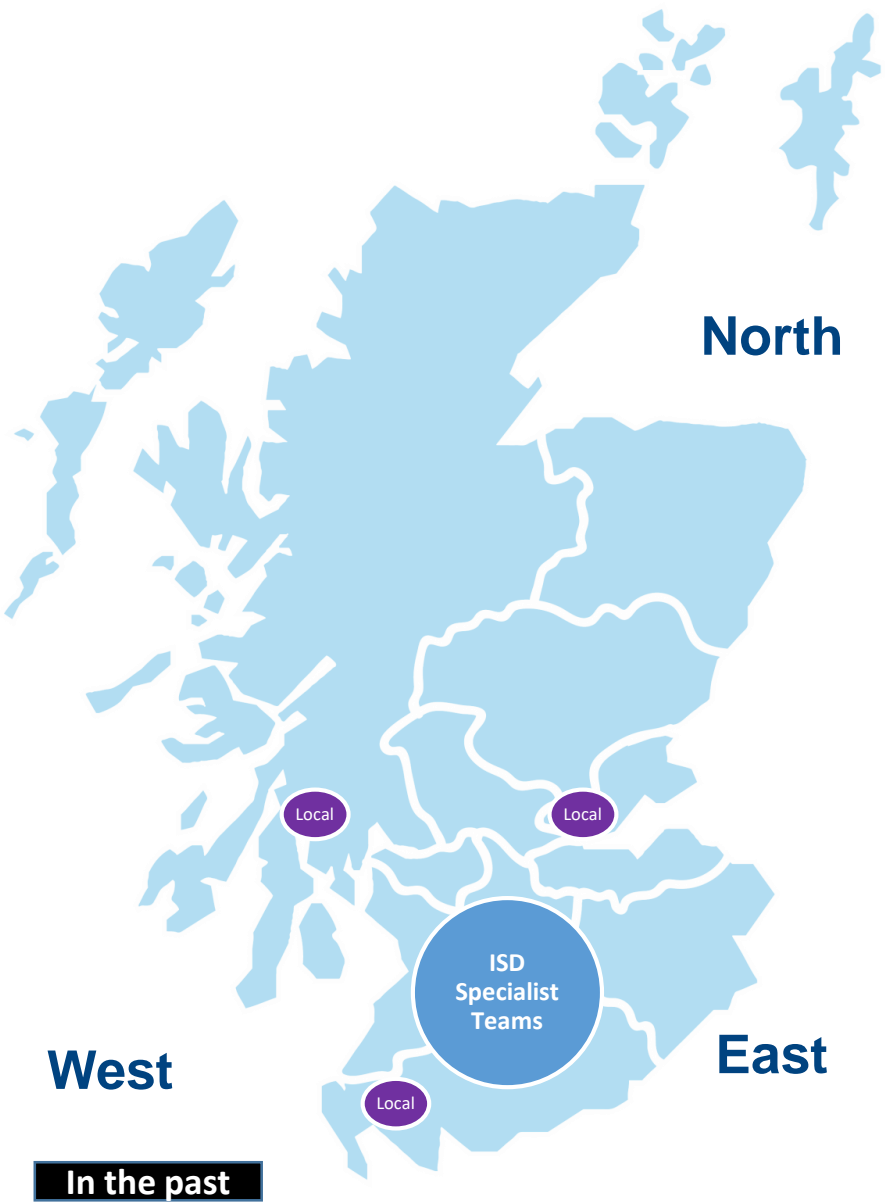 North
Local
Local
ISD
Specialist
Teams
East
West
Local
In the past